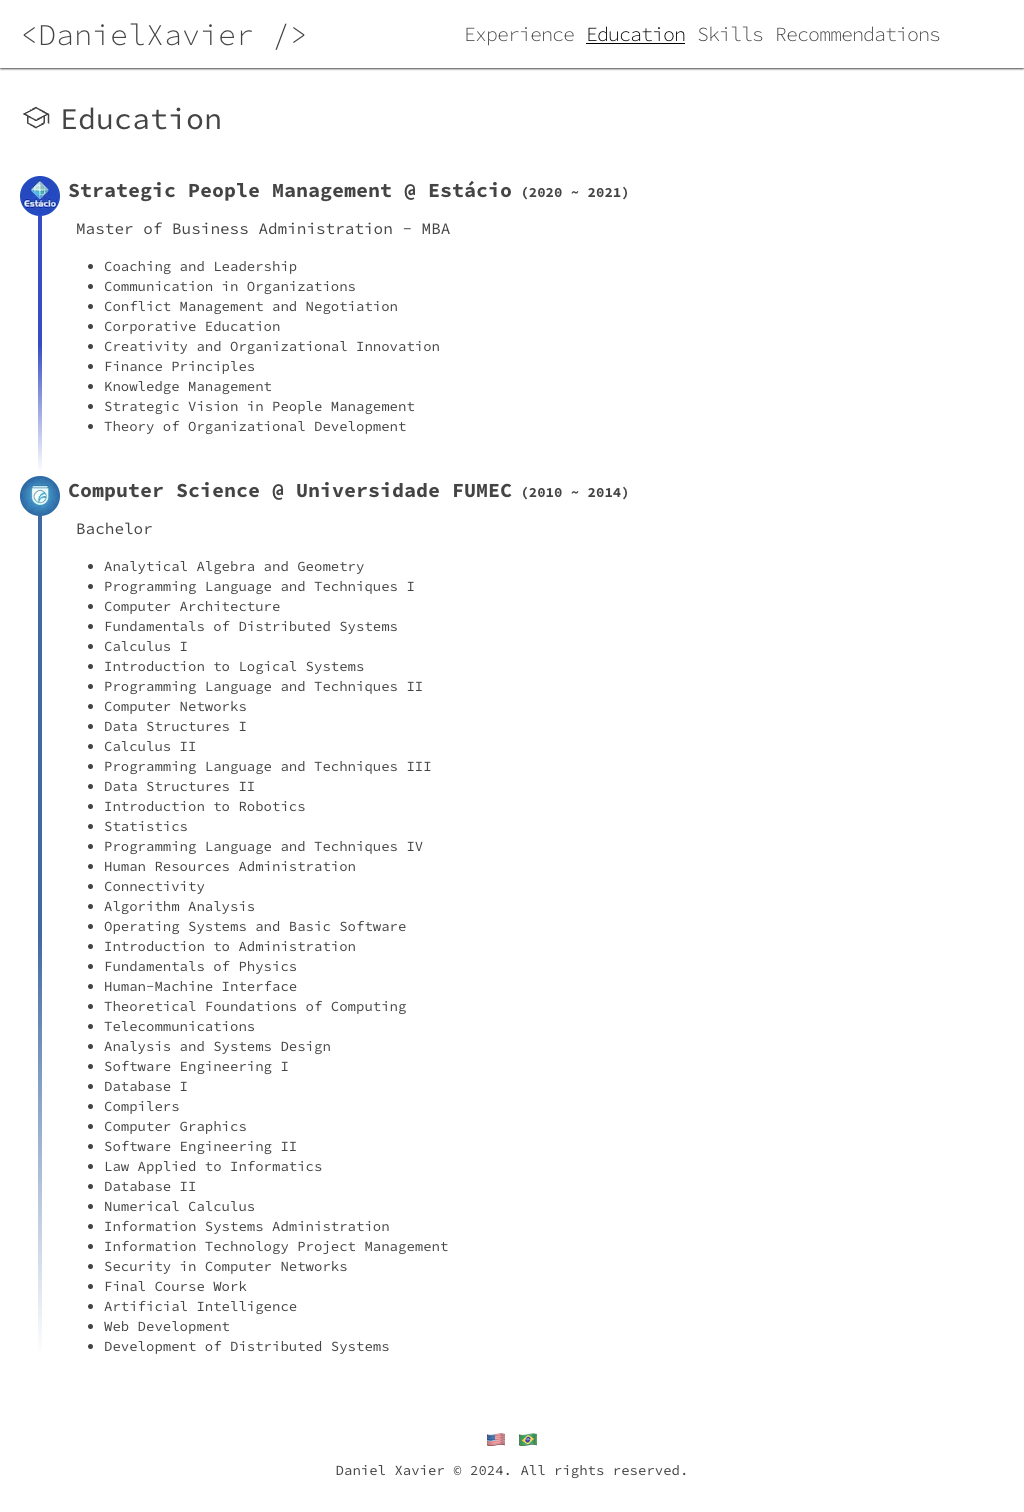 <DanielXavier />
Experience Education Skills Recommendations
Education
Estácio
Strategic People Management @ Estácio (2020 ~ 2021)
Master of Business Administration - MBA
• Coaching and Leadership
• Communication in Organizations
• Conflict Management and Negotiation
• Corporative Education
• Creativity and Organizational Innovation
• Finance Principles
• Knowledge Management
• Strategic Vision in People Management
• Theory of Organizational Development
Computer Science @ Universidade FUMEC (2010 ~ 2014)
Bachelor
• Analytical Algebra and Geometry
• Programming Language and Techniques I
• Computer Architecture
• Fundamentals of Distributed Systems
• Calculus I
• Introduction to Logical Systems
• Programming Language and Techniques II
• Computer Networks
• Data Structures I
• Calculus II
• Programming Language and Techniques III
• Data Structures II
• Introduction to Robotics
• Statistics
• Programming Language and Techniques IV
• Human Resources Administration
• Connectivity
• Algorithm Analysis
• Operating Systems and Basic Software
• Introduction to Administration
• Fundamentals of Physics
• Human-Machine Interface
• Theoretical Foundations of Computing
• Telecommunications
• Analysis and Systems Design
• Software Engineering I
• Database I
• Compilers
• Computer Graphics
• Software Engineering II
• Law Applied to Informatics
• Database II
• Numerical Calculus
• Information Systems Administration
• Information Technology Project Management
• Security in Computer Networks
• Final Course Work
• Artificial Intelligence
• Web Development
• Development of Distributed Systems
Daniel Xavier © 2024. All rights reserved.